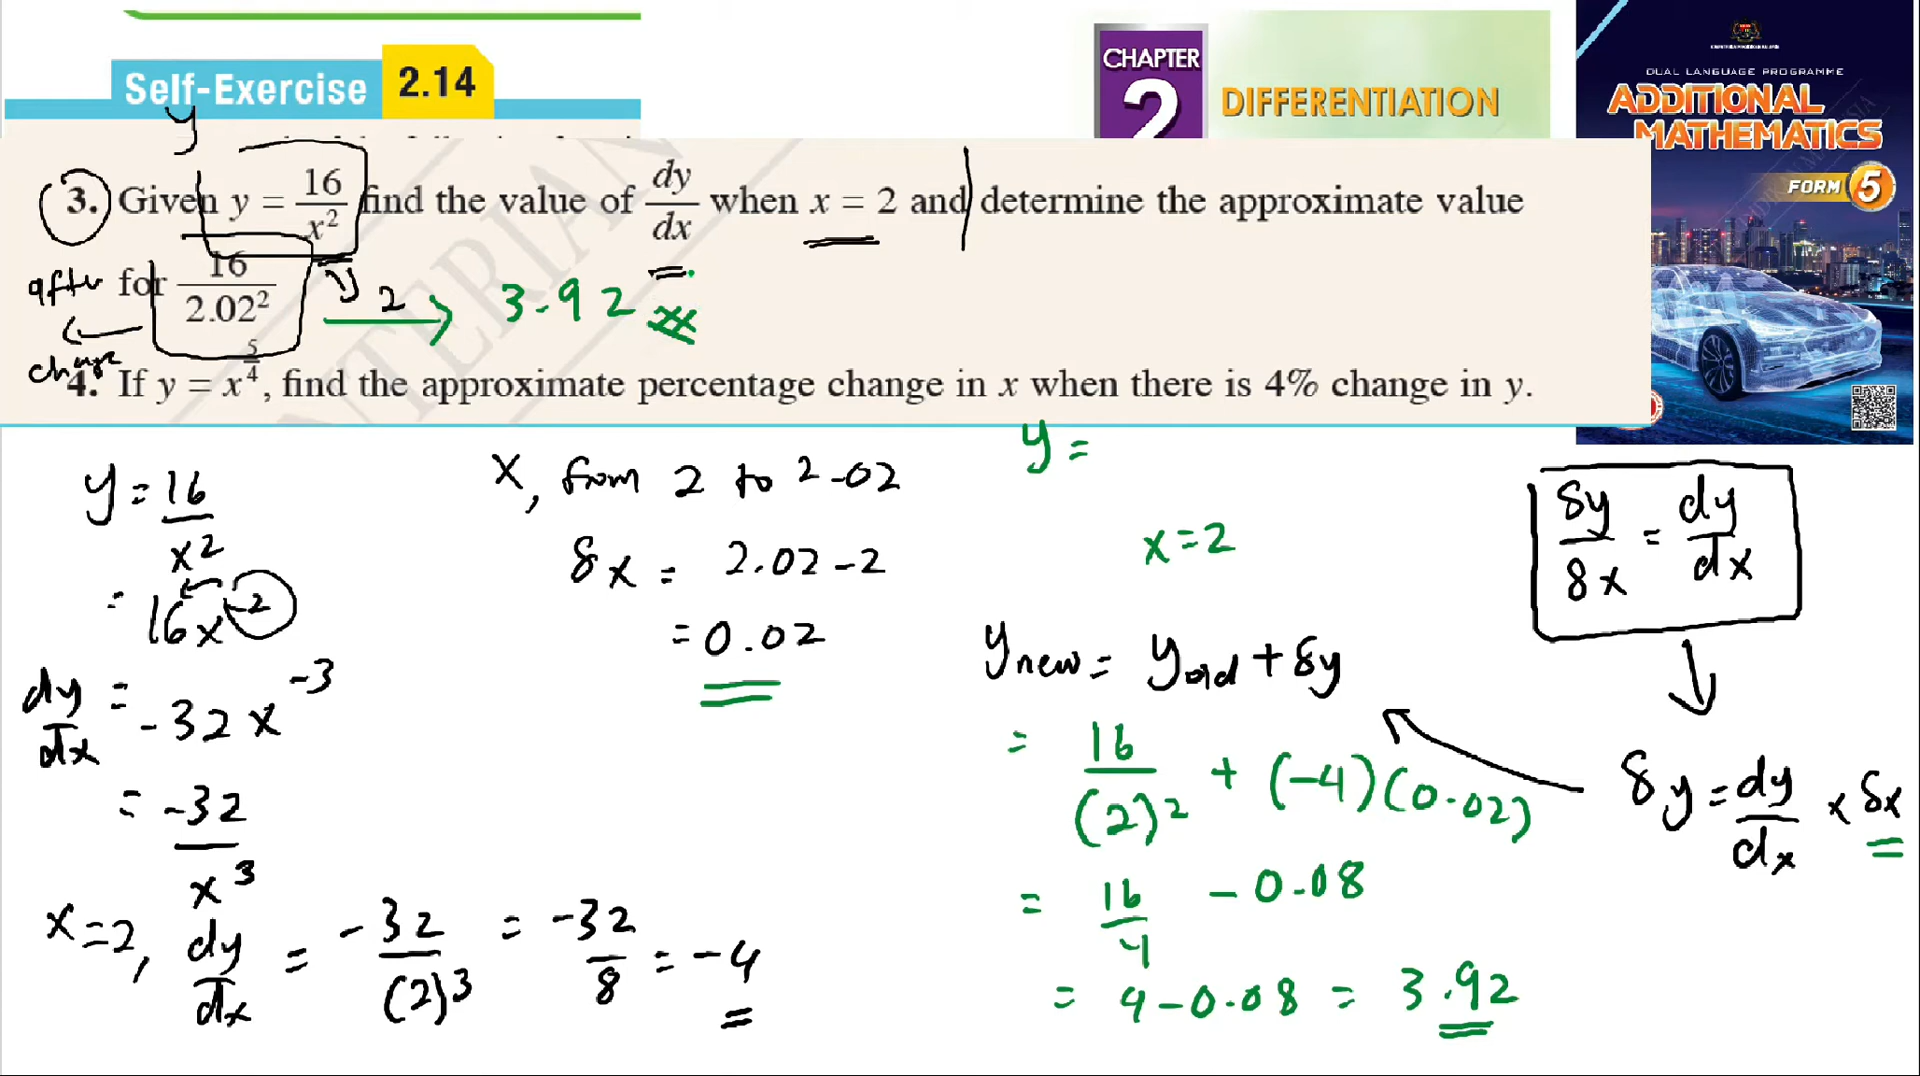 Self-Exercise 2.14
CHAPTER
2
DIFFERENTIATION
DUAL LANGUAGE PROGRAMME
ADDITIONAL
MATHEMATICS
FORM 5
y
3. Given y = 16/x² find the value of dy/dx when x = 2 and determine the approximate value
for 16/2.02²
after
change
2
3.92
4. If y = x^(5/4), find the approximate percentage change in x when there is 4% change in y.
y = 16/x²
= 16x^-2
dy/dx = -32x^-3
= -32/x³
x=2, dy/dx = -32/(2)³ = -32/8 = -4
x, from 2 to 2.02
δx = 2.02-2
= 0.02
y =
x=2
y new = y old + δy
= 16/(2)² + (-4)(0.02)
= 16/4 - 0.08
= 4-0.08 = 3.92
δy/δx = dy/dx
δy = dy/dx × δx